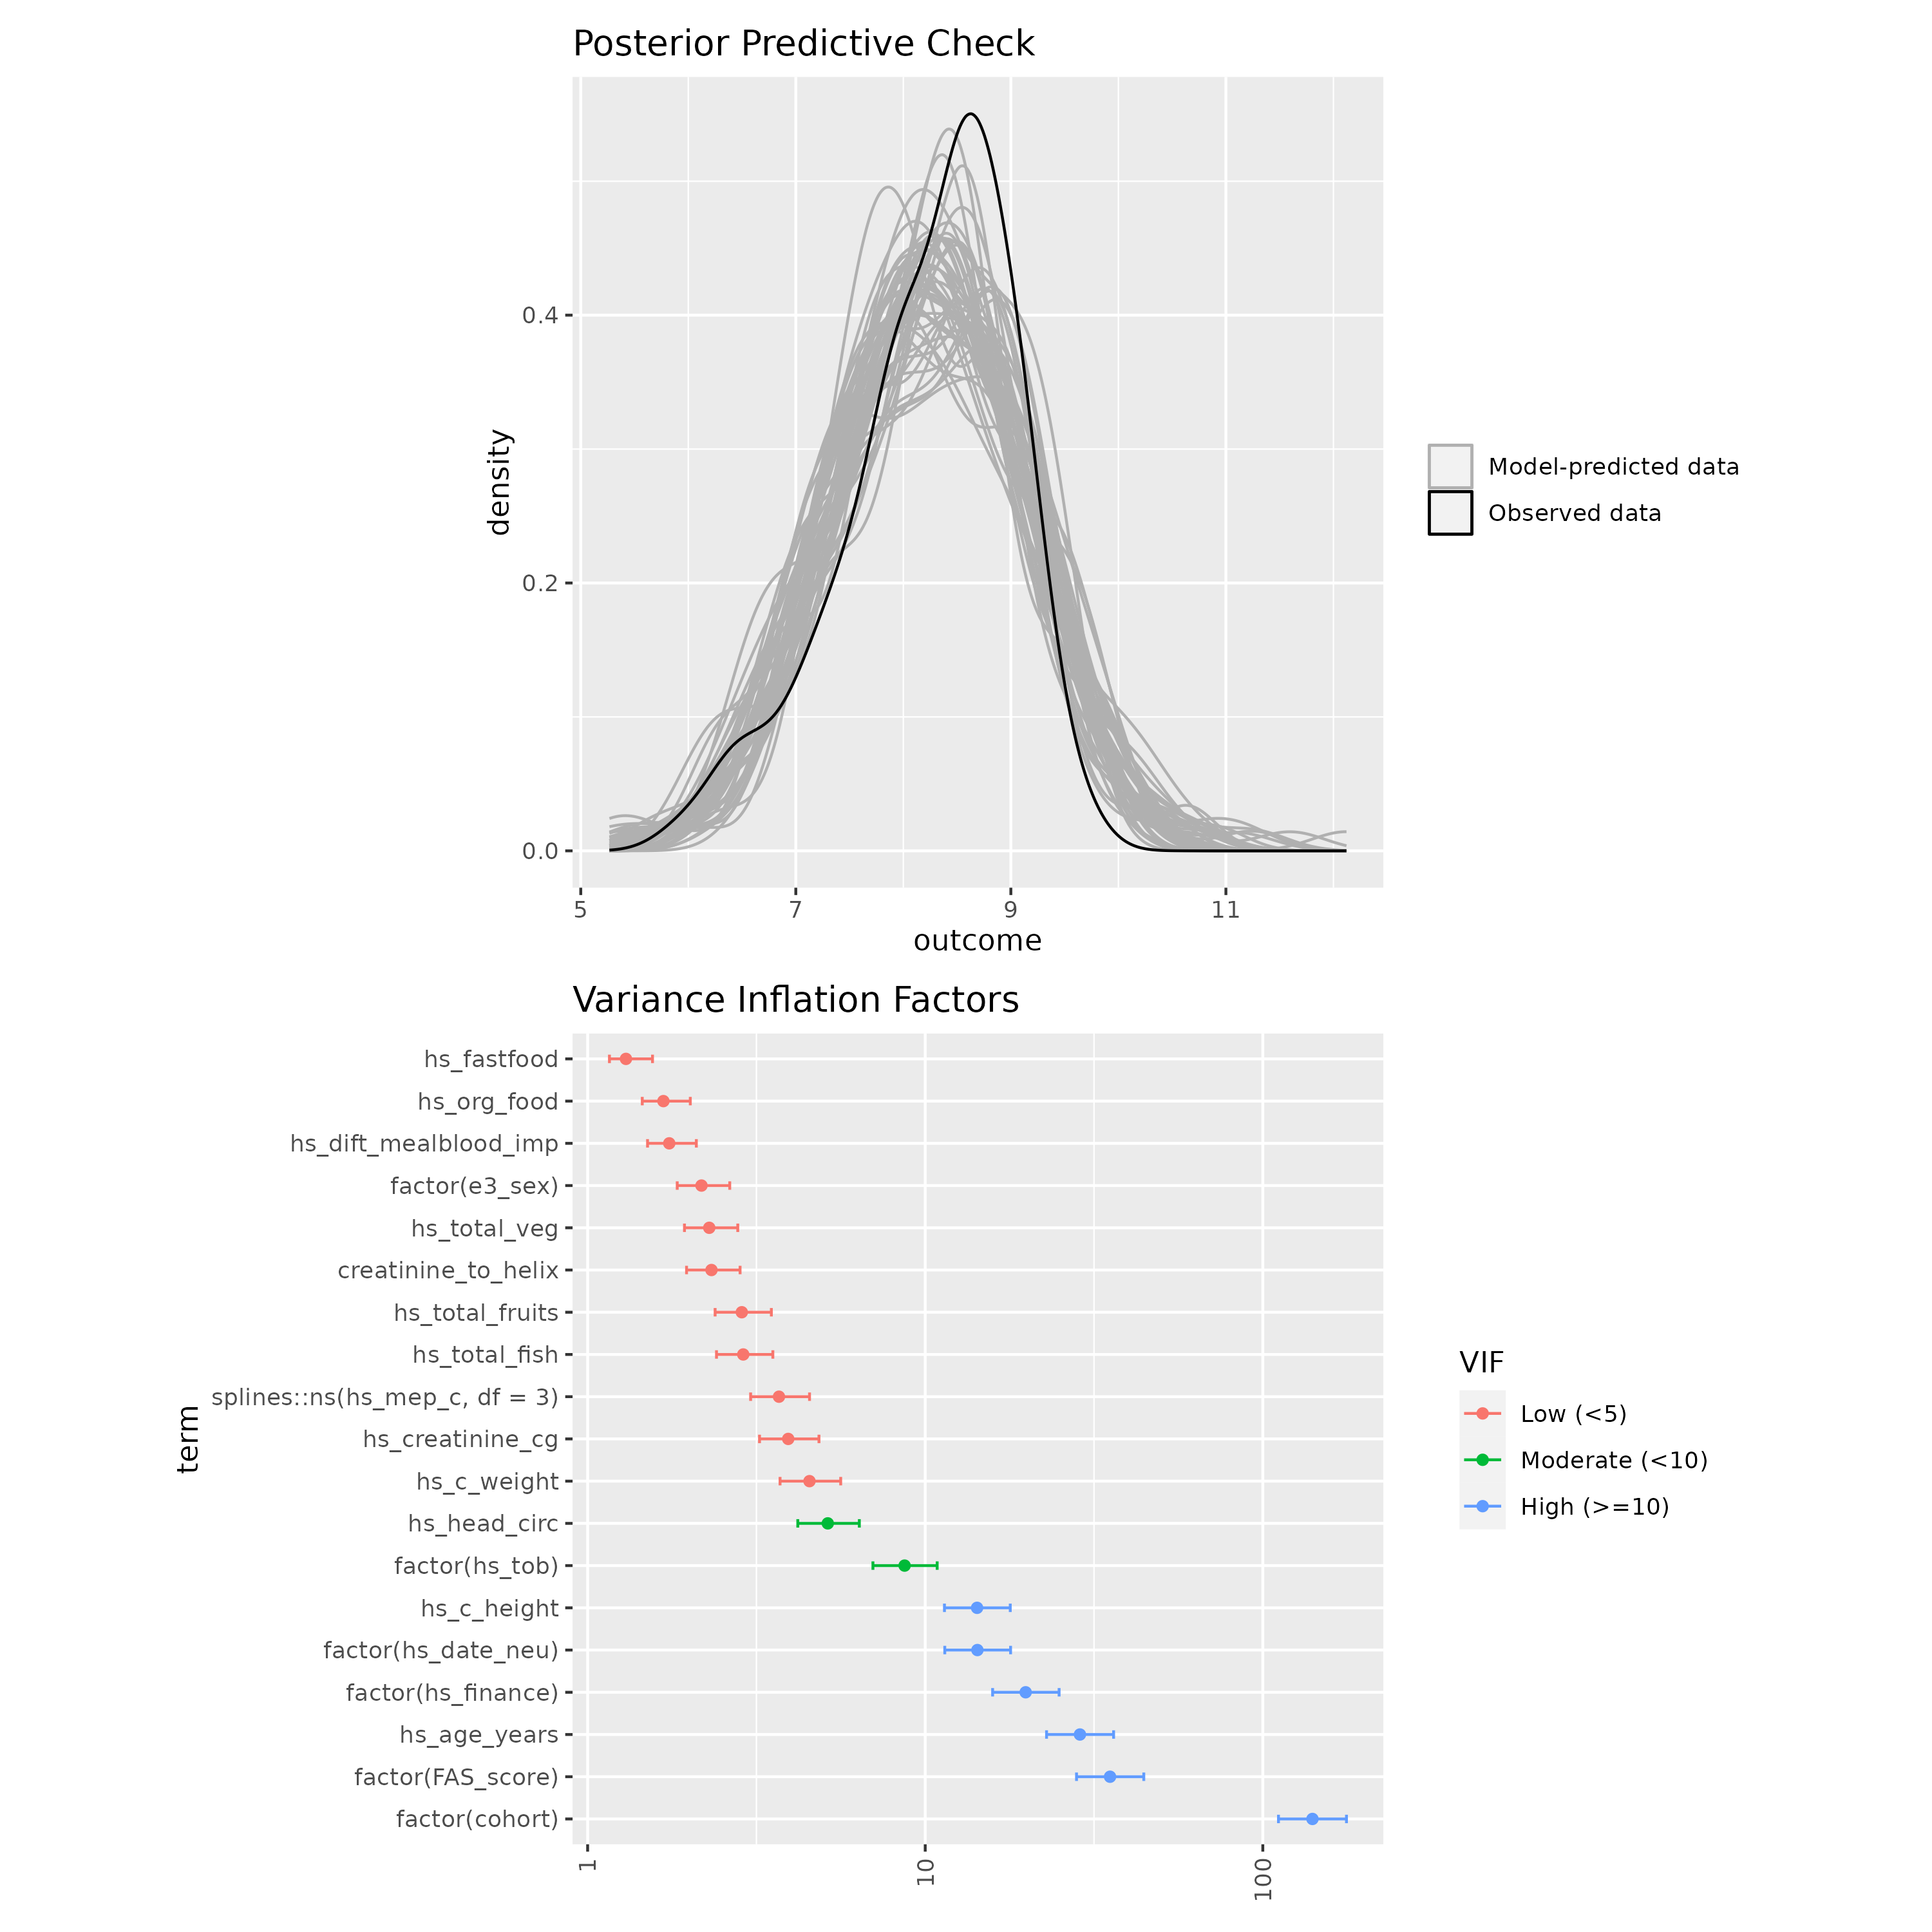 Posterior Predictive Check
density
0.4
0.2
0.0
5 7 9 11
outcome
Model-predicted data
Observed data
Variance Inflation Factors
term
hs_fastfood
hs_org_food
hs_dift_mealblood_imp
factor(e3_sex)
hs_total_veg
creatinine_to_helix
hs_total_fruits
hs_total_fish
splines::ns(hs_mep_c, df = 3)
hs_creatinine_cg
hs_c_weight
hs_head_circ
factor(hs_tob)
hs_c_height
factor(hs_date_neu)
factor(hs_finance)
hs_age_years
factor(FAS_score)
factor(cohort)
1 10 100
VIF
Low (<5)
Moderate (<10)
High (>=10)